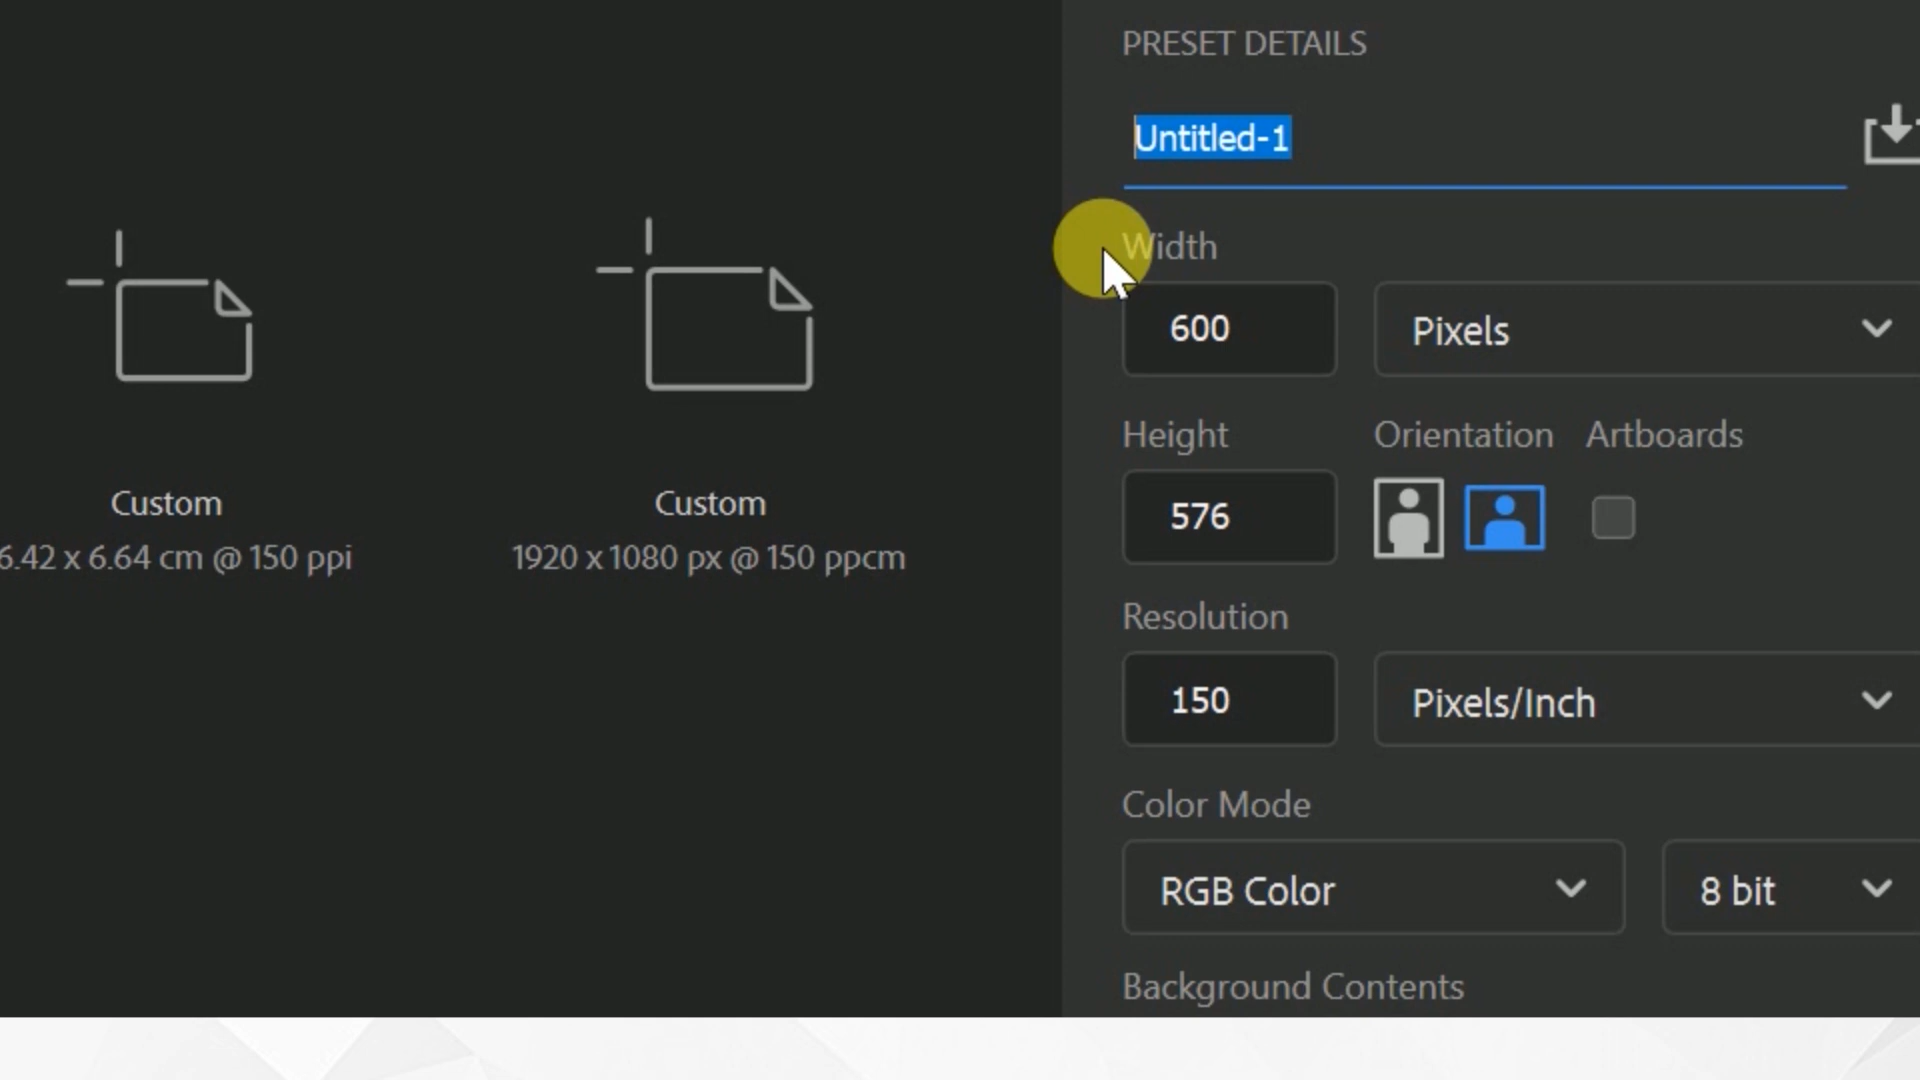 PRESET DETAILS
Untitled-1
Width
600 Pixels
Height Orientation Artboards
576
Resolution
150 Pixels/Inch
Color Mode
RGB Color 8 bit
Background Contents
Custom
6.42 x 6.64 cm @ 150 ppi
Custom
1920 x 1080 px @ 150 ppcm